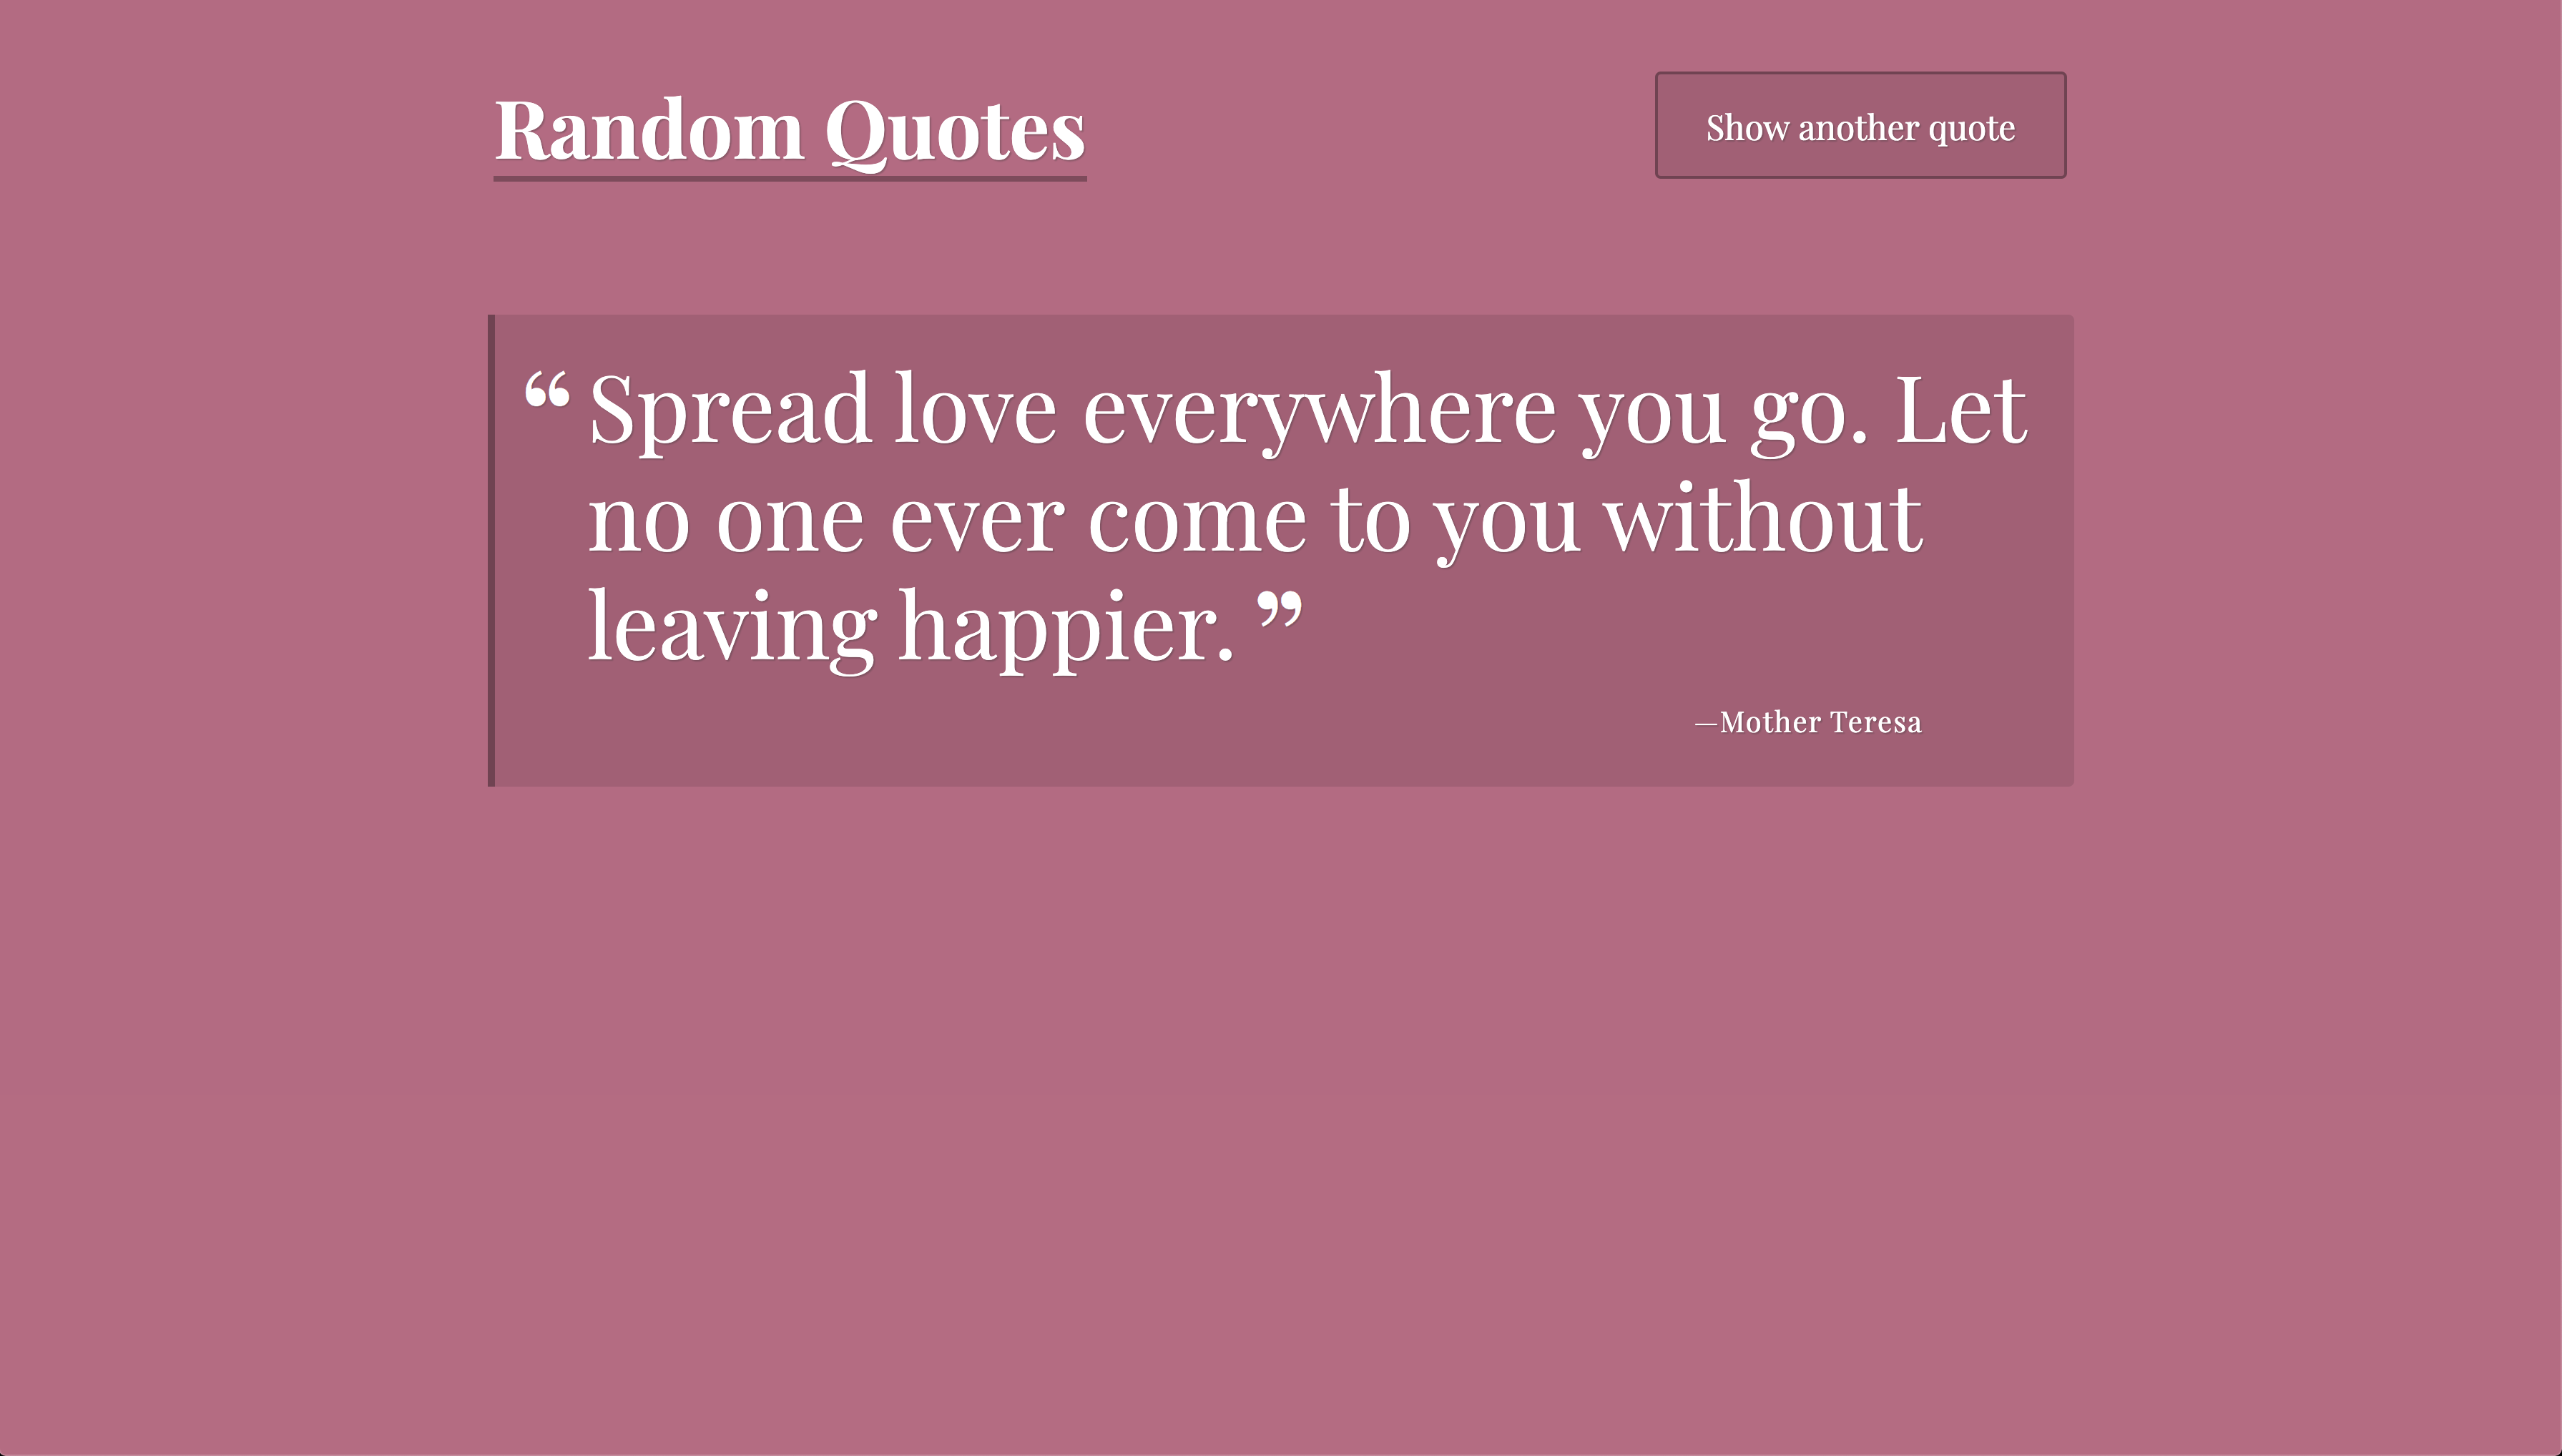 Random Quotes
Show another quote
“ Spread love everywhere you go. Let
no one ever come to you without
leaving happier. ”
—Mother Teresa